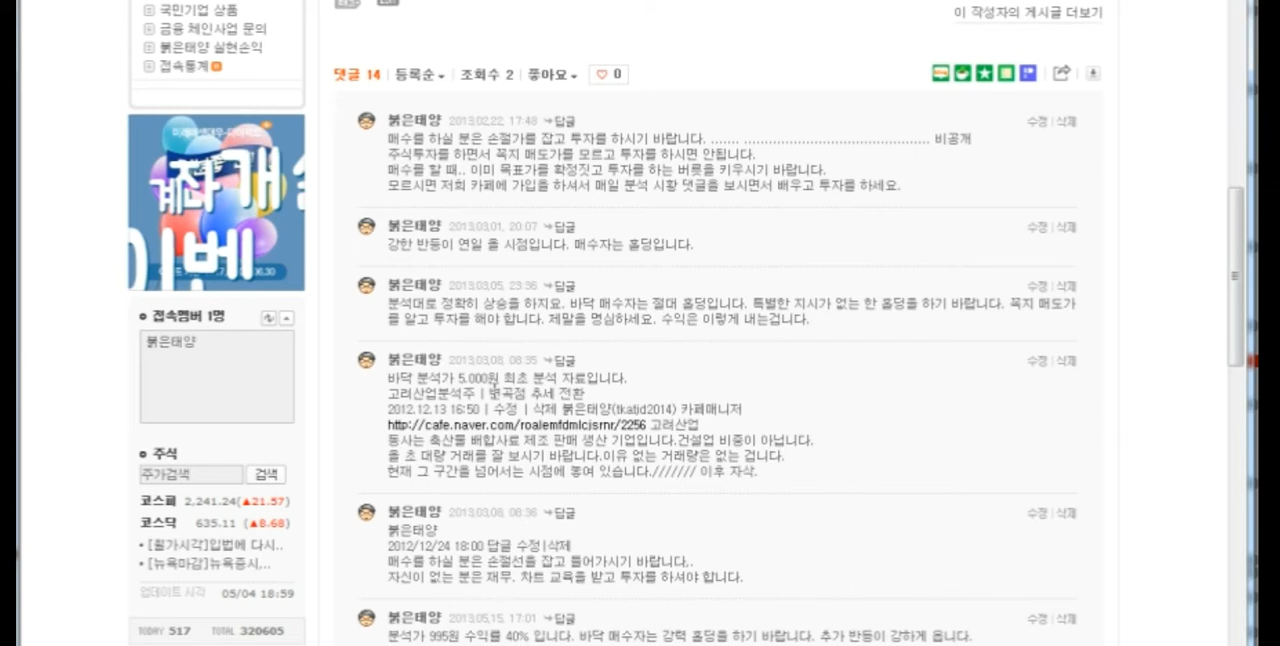 국민기업 상품
이 작성자의 게시글 더보기
금융 체인사업 문의
붉은태양 실현손익
접속통계
댓글 14 등록순 조회수 2 좋아요 0
붉은태양 2013.02.22. 17:48 답글 수정 | 삭제
매수를 하실 분은 손절가를 잡고 투자를 하시기 바랍니다. ....... .................................................. 비공개
주식투자를 하면서 꼭지 매도가를 모르고 투자를 하시면 안됩니다.
매수를 할 때.. 이미 목표가를 확정짓고 투자를 하는 버릇을 키우시기 바랍니다.
모르시면 저희 카페에 가입을 하셔서 매일 분석 시황 댓글을 보시면서 배우고 투자를 하세요.
계좌개
이벤
붉은태양 2013.03.01. 20:07 답글 수정 | 삭제
강한 반등이 연일 올 시점입니다. 매수자는 홀딩입니다.
붉은태양 2013.03.05. 23:36 답글 수정 | 삭제
분석대로 정확히 상승을 하지요. 바닥 매수자는 절대 홀딩입니다. 특별한 지시가 없는 한 홀딩을 하기 바랍니다. 꼭지 매도가
를 알고 투자를 해야 합니다. 제말을 명심하세요. 수익은 이렇게 내는겁니다.
접속멤버 1명
붉은태양
붉은태양 2013.03.08. 08:35 답글 수정 | 삭제
바닥 분석가 5.000원 최초 분석 자료입니다.
고려산업분석주 | 변곡점 추세 전환
2012.12.13 16:50 | 수정 | 삭제 붉은태양(tkatjd2014) 카페매니저
http://cafe.naver.com/roalemfdmlcjsrnr/2256 고려산업
동사는 축산물 배합사료 제조 판매 생산 기업입니다.건설업 비중이 아닙니다.
올 초 대량 거래를 잘 보시기 바랍니다.이유 없는 거래량은 없는 겁니다.
현재 그 구간을 넘어서는 시점에 놓여 있습니다./////// 이후 자삭.
주식
주가검색 검색
코스피 2,241.24(▲21.57)
코스닥 635.11 (▲8.68)
[휠가시각]입법에 다시..
[뉴욕마감]뉴욕증시,...
업데이트 시각 05/04 18:59
TODAY 517 TOTAL 320605
붉은태양 2013.03.08. 08:36 답글 수정 | 삭제
붉은태양
2012/12/24 18:00 답글 수정|삭제
매수를 하실 분은 손절선을 잡고 들어가시기 바랍니다..
자신이 없는 분은 재무. 차트 교육을 받고 투자를 하셔야 합니다.
붉은태양 2013.05.15. 17:01 답글 수정 | 삭제
분석가 995원 수익률 40% 입니다. 바닥 매수자는 강력 홀딩을 하기 바랍니다. 추가 반등이 강하게 옵니다.